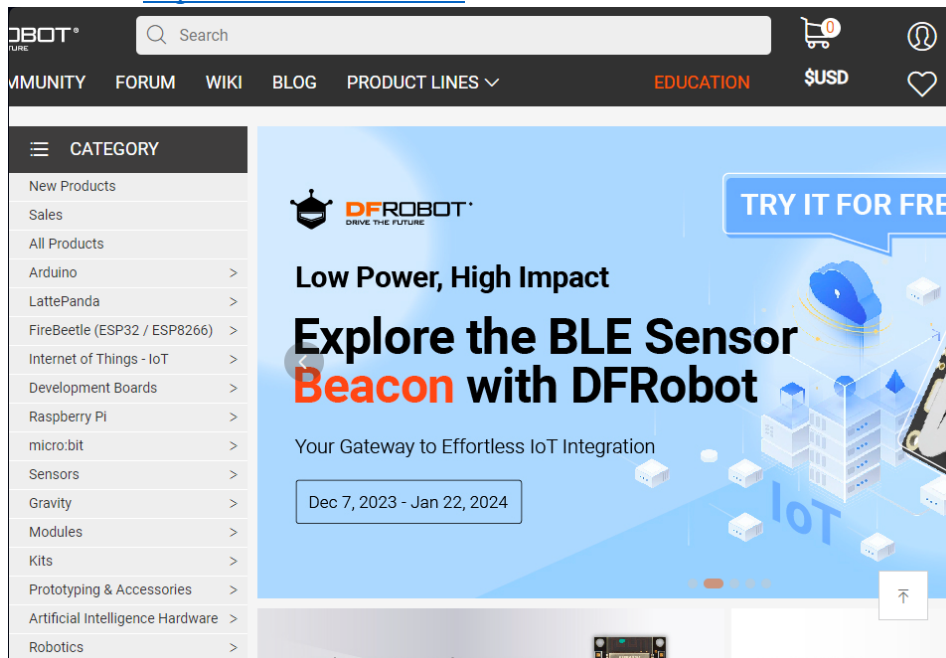 OBOT
TURE
Search
0
MMUNITY
FORUM
WIKI
BLOG
PRODUCT LINES
EDUCATION
$USD
CATEGORY
New Products
Sales
All Products
Arduino >
LattePanda >
FireBeetle (ESP32 / ESP8266) >
Internet of Things - IoT >
Development Boards >
Raspberry Pi >
micro:bit >
Sensors >
Gravity >
Modules >
Kits >
Prototyping & Accessories >
Artificial Intelligence Hardware >
Robotics >
DFROBOT
DRIVE THE FUTURE
TRY IT FOR FRE
Low Power, High Impact
Explore the BLE Sensor
Beacon with DFRobot
Your Gateway to Effortless IoT Integration
Dec 7, 2023 - Jan 22, 2024
IoT